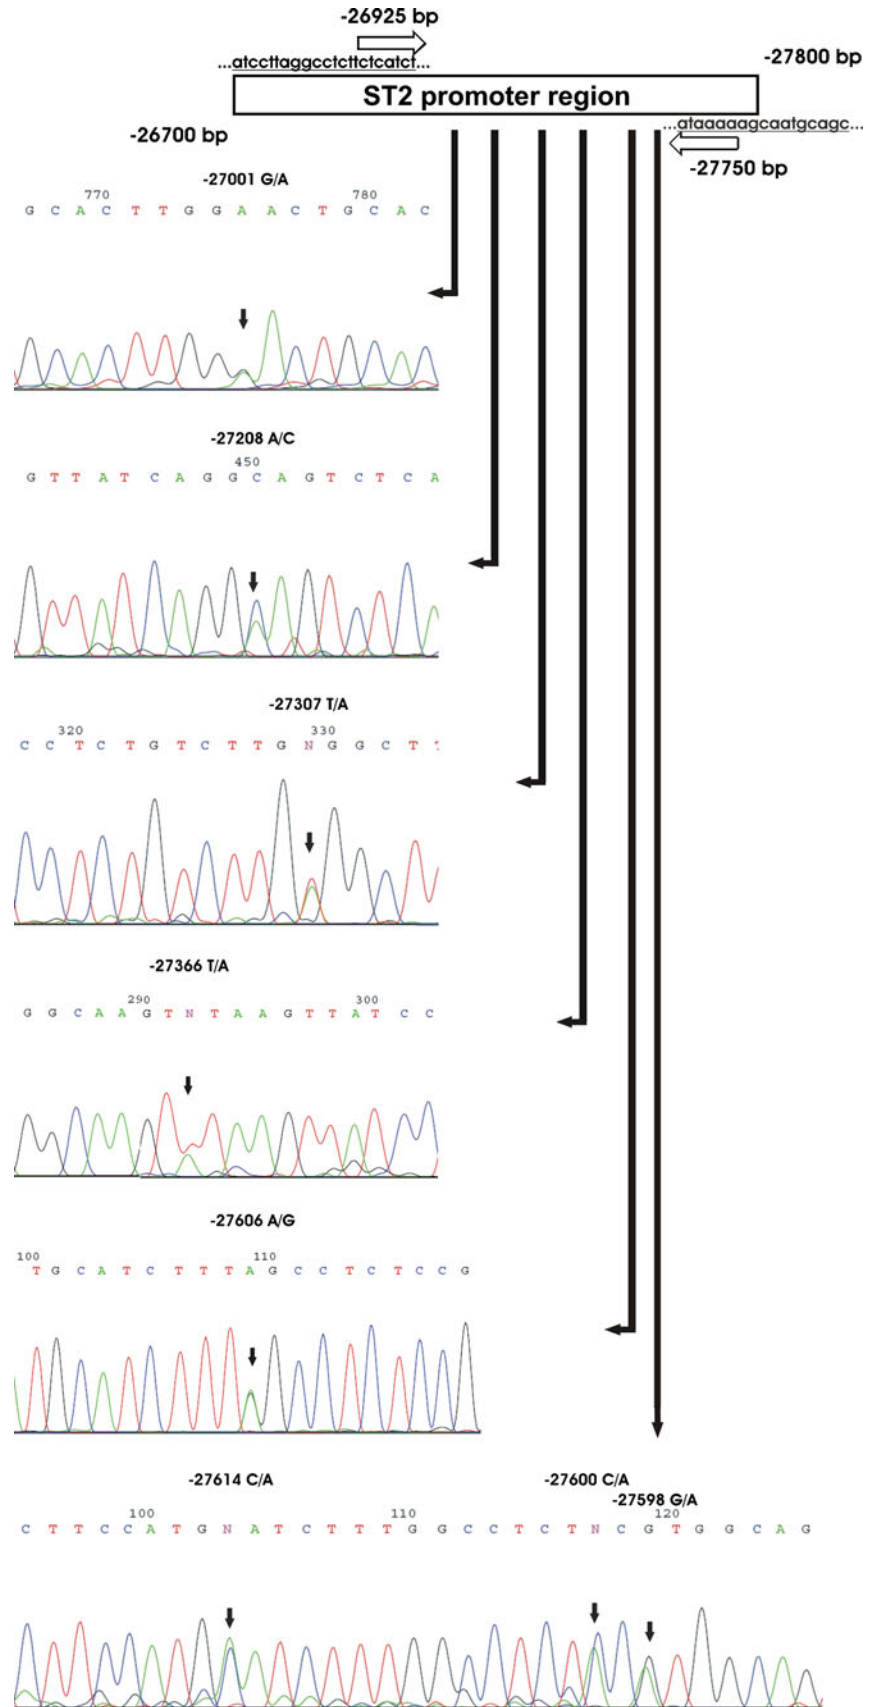 -26925 bp
...atccttaggcctcttctcatct...
-27800 bp
ST2 promoter region
...ataaaaagcaatgcagc...
-26700 bp
-27750 bp
-27001 G/A
770 780
G C A C T T G G A A C T G C A C
-27208 A/C
450
G T T A T C A G G C A G T C T C A
-27307 T/A
320 330
C C T C T G T C T T G N G G C T T
-27366 T/A
290 300
G G C A A G T N T A A G T T A T C C
-27606 A/G
100 110
T G C A T C T T T A G C C T C T C C G
-27614 C/A -27600 C/A
-27598 G/A
100 110 120
C T T C C A T G N A T C T T T G G C C T C T N C G T G G C A G